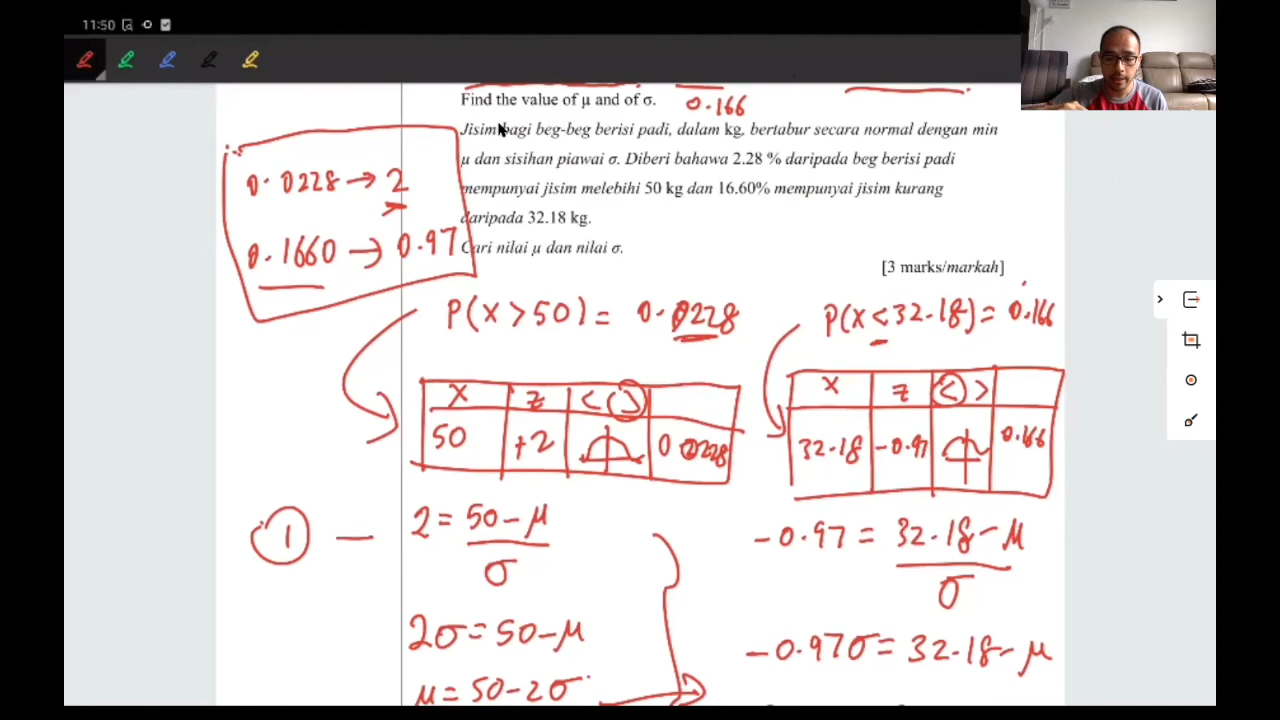 11:50
Find the value of μ and of σ.
0.166
Jisim bagi beg-beg berisi padi, dalam kg, bertabur secara normal dengan min
μ dan sisihan piawai σ. Diberi bahawa 2.28 % daripada beg berisi padi
mempunyai jisim melebihi 50 kg dan 16.60% mempunyai jisim kurang
daripada 32.18 kg.
Cari nilai μ dan nilai σ.
[3 marks/markah]
0.0228 → 2
0.1660 → 0.97
P(X > 50) = 0.0228
P(X < 32.18) = 0.166
X z < >
50 +2 0.0228
X z < >
32.18 -0.97 0.166
① — 2 = 50 - μ
σ
2σ = 50 - μ
μ = 50 - 2σ
-0.97 = 32.18 - μ
σ
-0.97σ = 32.18 - μ